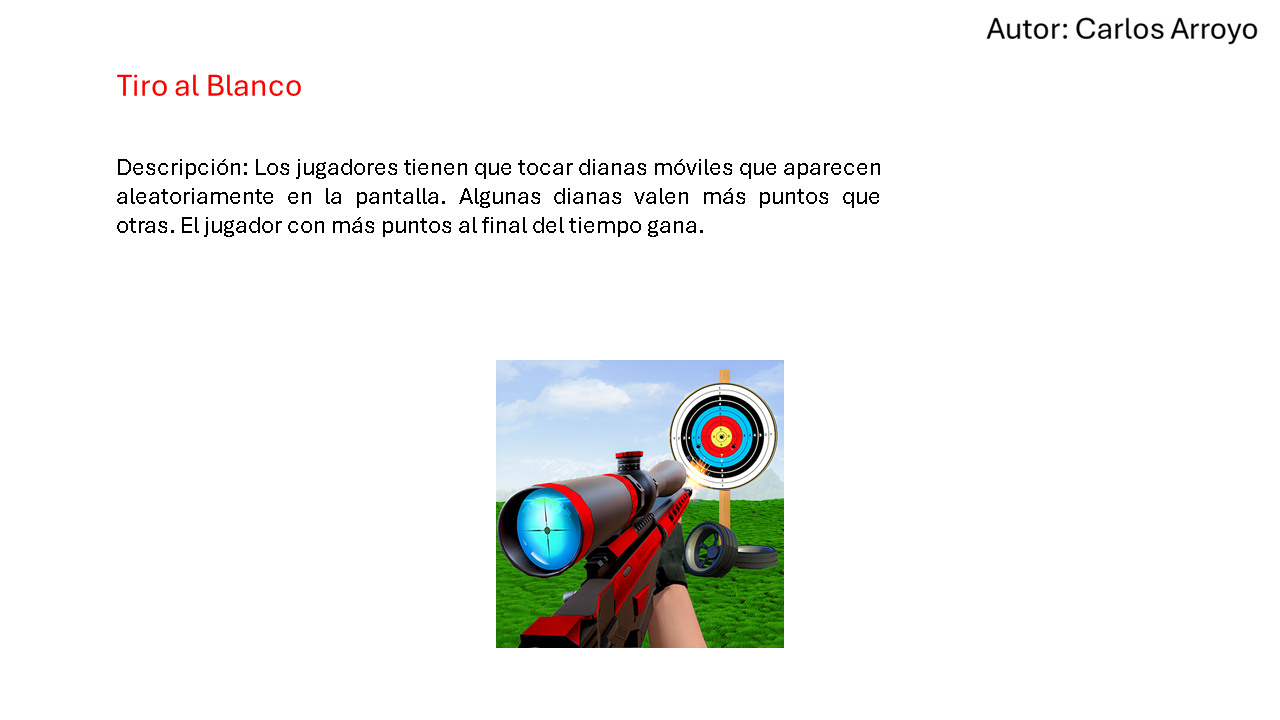 Autor: Carlos Arroyo
Tiro al Blanco
Descripción: Los jugadores tienen que tocar dianas móviles que aparecen
aleatoriamente en la pantalla. Algunas dianas valen más puntos que
otras. El jugador con más puntos al final del tiempo gana.